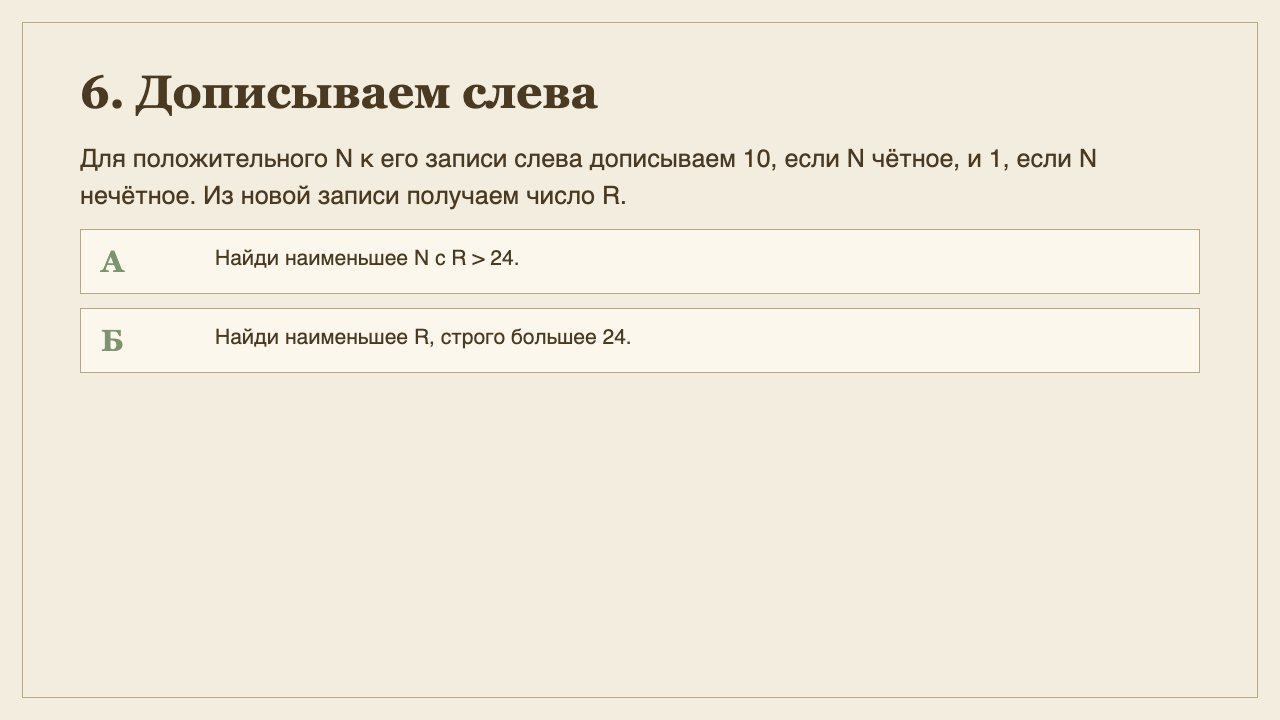 6. Дописываем слева
Для положительного N к его записи слева дописываем 10, если N чётное, и 1, если N
нечётное. Из новой записи получаем число R.
А Найди наименьшее N с R > 24.
Б Найди наименьшее R, строго большее 24.